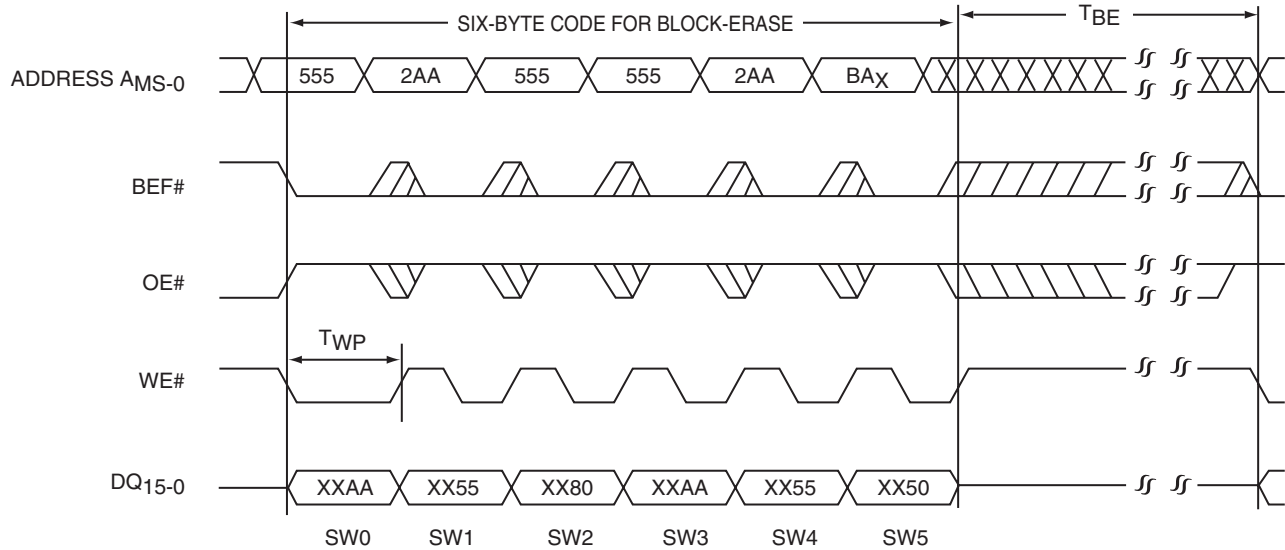 SIX-BYTE CODE FOR BLOCK-ERASE
TBE
ADDRESS AMS-0
555 2AA 555 555 2AA BAX
BEF#
OE#
TWP
WE#
DQ15-0
XXAA XX55 XX80 XXAA XX55 XX50
SW0 SW1 SW2 SW3 SW4 SW5